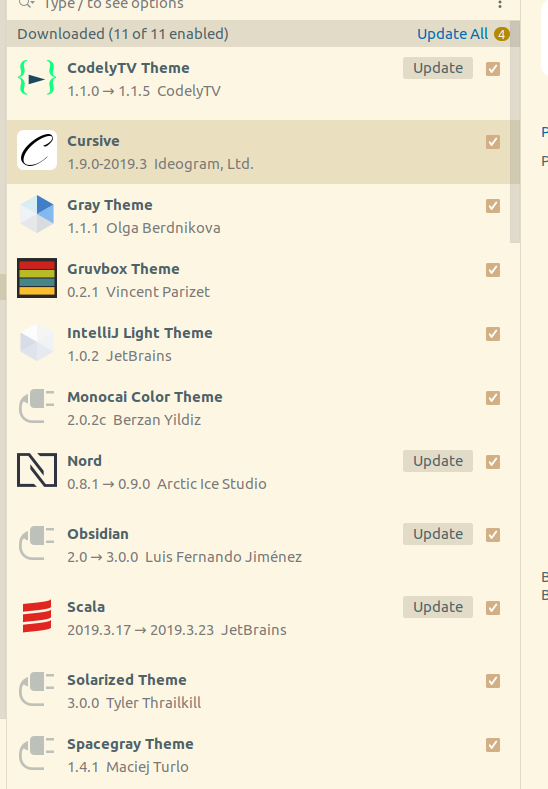 Type / to see options
Downloaded (11 of 11 enabled) Update All 4
CodelyTV Theme Update
1.1.0 → 1.1.5 CodelyTV
Cursive
1.9.0-2019.3 Ideogram, Ltd.
Gray Theme
1.1.1 Olga Berdnikova
Gruvbox Theme
0.2.1 Vincent Parizet
IntelliJ Light Theme
1.0.2 JetBrains
Monocai Color Theme
2.0.2c Berzan Yildiz
Nord Update
0.8.1 → 0.9.0 Arctic Ice Studio
Obsidian Update
2.0 → 3.0.0 Luis Fernando Jiménez
Scala Update
2019.3.17 → 2019.3.23 JetBrains
Solarized Theme
3.0.0 Tyler Thrailkill
Spacegray Theme
1.4.1 Maciej Turlo